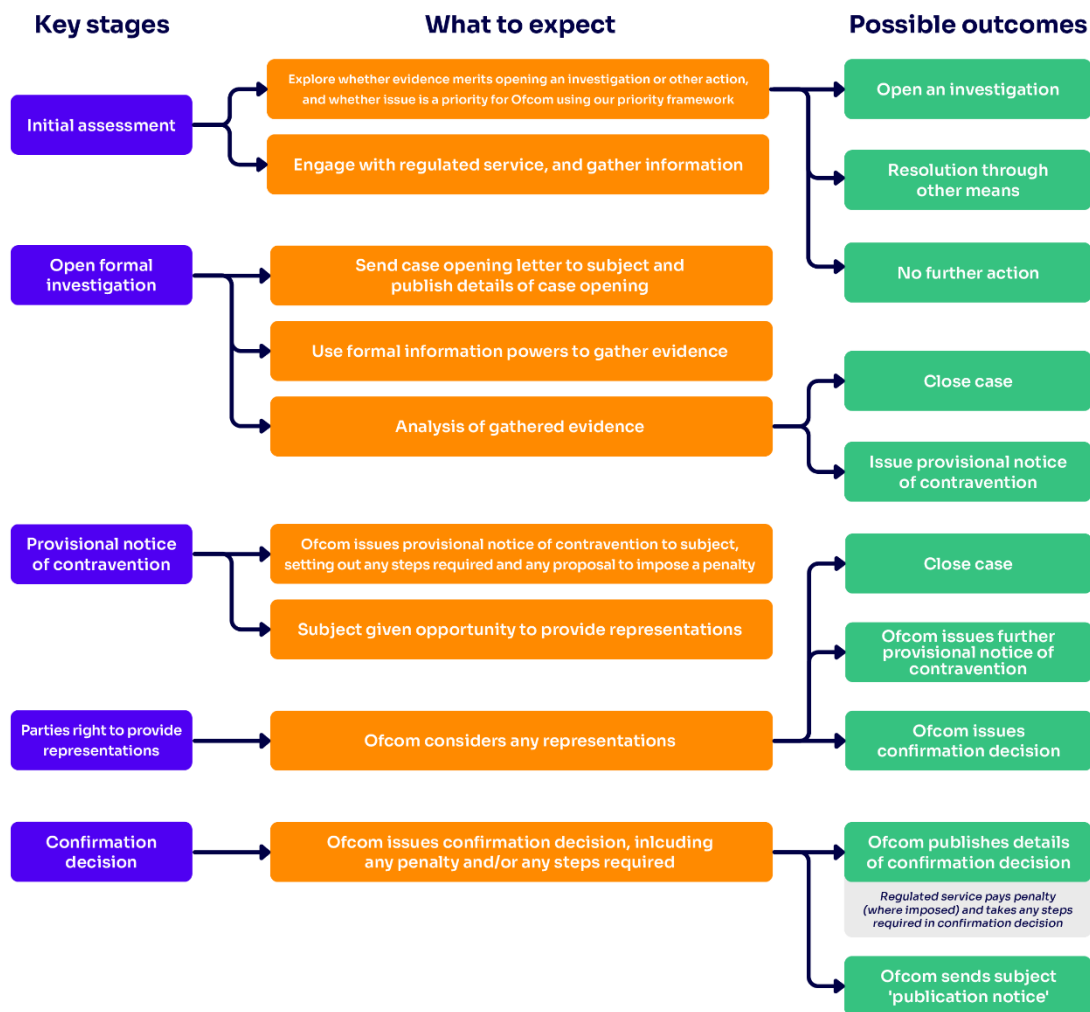 Key stages
What to expect
Possible outcomes
Initial assessment
Explore whether evidence merits opening an investigation or other action,
and whether issue is a priority for Ofcom using our priority framework
Engage with regulated service, and gather information
Open an investigation
Resolution through
other means
No further action
Open formal
investigation
Send case opening letter to subject and
publish details of case opening
Use formal information powers to gather evidence
Analysis of gathered evidence
Close case
Issue provisional notice
of contravention
Provisional notice
of contravention
Ofcom issues provisional notice of contravention to subject,
setting out any steps required and any proposal to impose a penalty
Subject given opportunity to provide representations
Close case
Ofcom issues further
provisional notice of
contravention
Parties right to provide
representations
Ofcom considers any representations
Ofcom issues
confirmation decision
Confirmation
decision
Ofcom issues confirmation decision, inlcuding
any penalty and/or any steps required
Ofcom publishes details
of confirmation decision
Regulated service pays penalty
(where imposed) and takes any steps
required in confirmation decision
Ofcom sends subject
'publication notice'